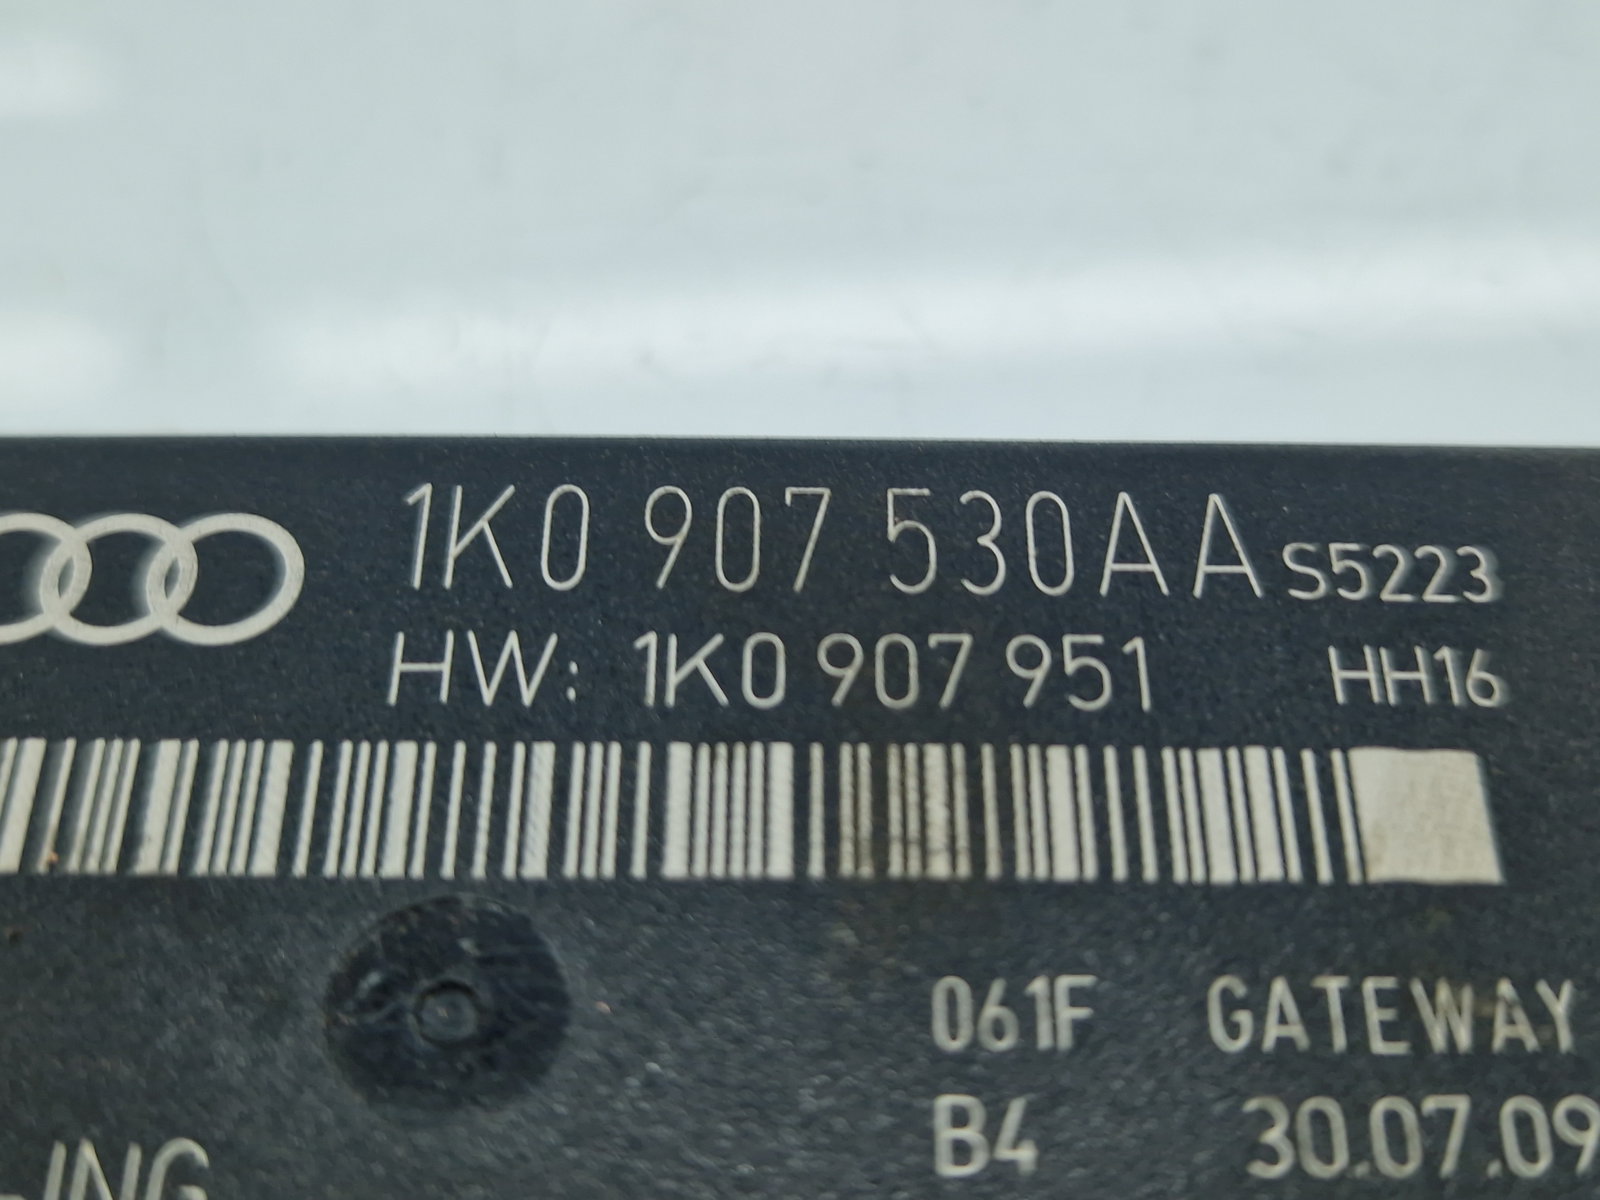 1K0 907 530AA S5223
HW: 1K0 907 951 HH16
061F GATEWAY
B4 30.07.09